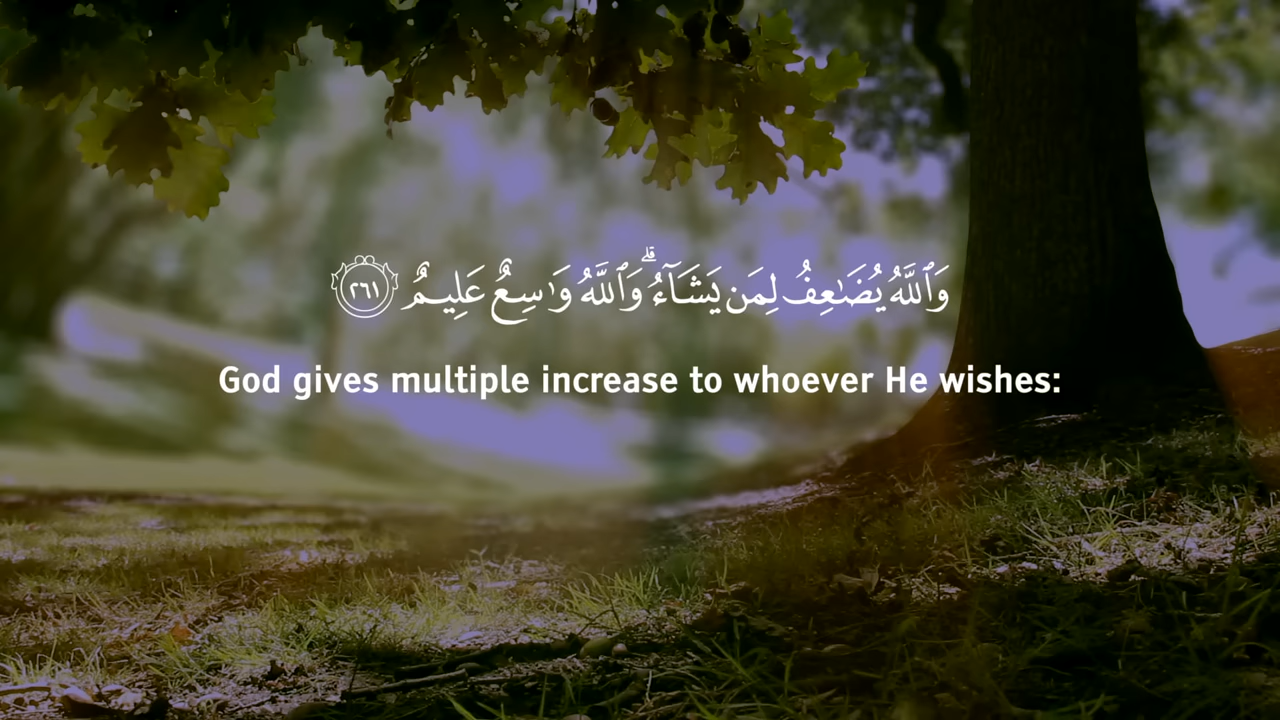 وَٱللَّهُ يُضَـٰعِفُ لِمَن يَشَآءُ ۗ وَٱللَّهُ وَٰسِعٌ عَلِيمٌ ٢٦١
God gives multiple increase to whoever He wishes: